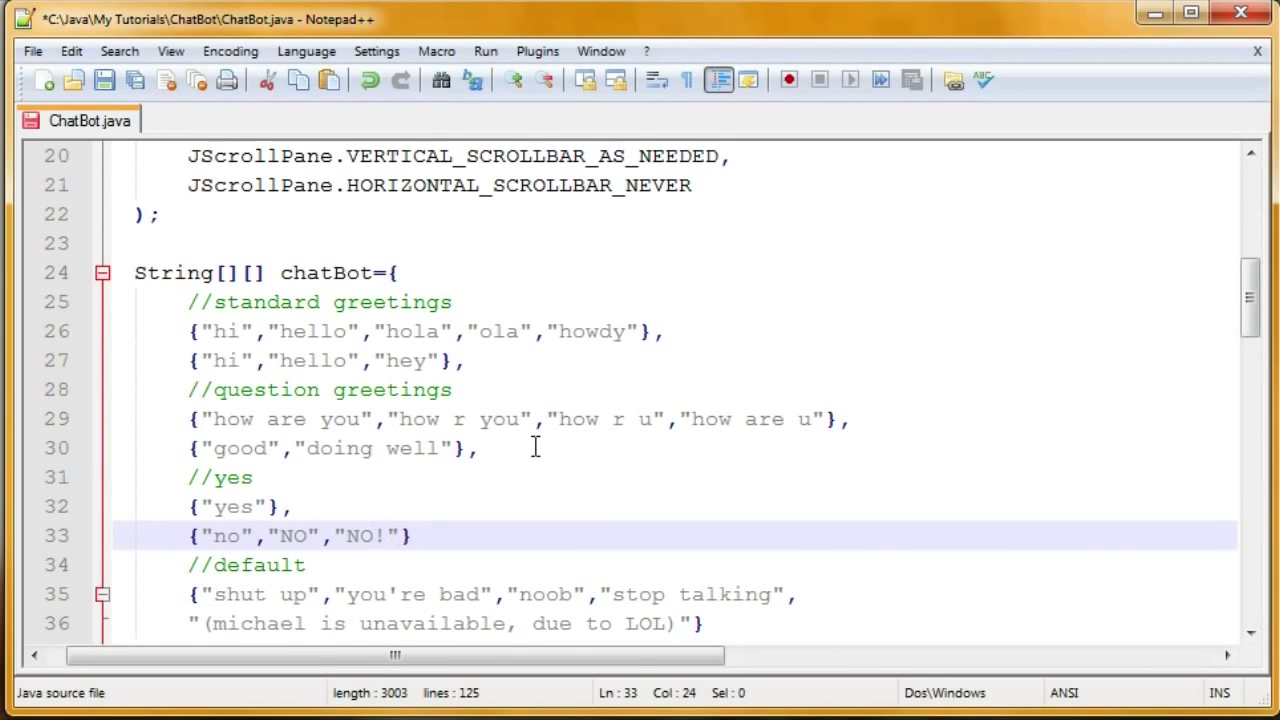 *C:\Java\My Tutorials\ChatBot\ChatBot.java - Notepad++
File Edit Search View Encoding Language Settings Macro Run Plugins Window ? X
ChatBot.java
20 JScrollPane.VERTICAL_SCROLLBAR_AS_NEEDED,
21 JScrollPane.HORIZONTAL_SCROLLBAR_NEVER
22 );
23
24 String[][] chatBot={
25 //standard greetings
26 {"hi","hello","hola","ola","howdy"},
27 {"hi","hello","hey"},
28 //question greetings
29 {"how are you","how r you","how r u","how are u"},
30 {"good","doing well"},
31 //yes
32 {"yes"},
33 {"no","NO","NO!"}
34 //default
35 {"shut up","you're bad","noob","stop talking",
36 "(michael is unavailable, due to LOL)"}
Java source file length : 3003 lines : 125 Ln : 33 Col : 24 Sel : 0 Dos\Windows ANSI INS